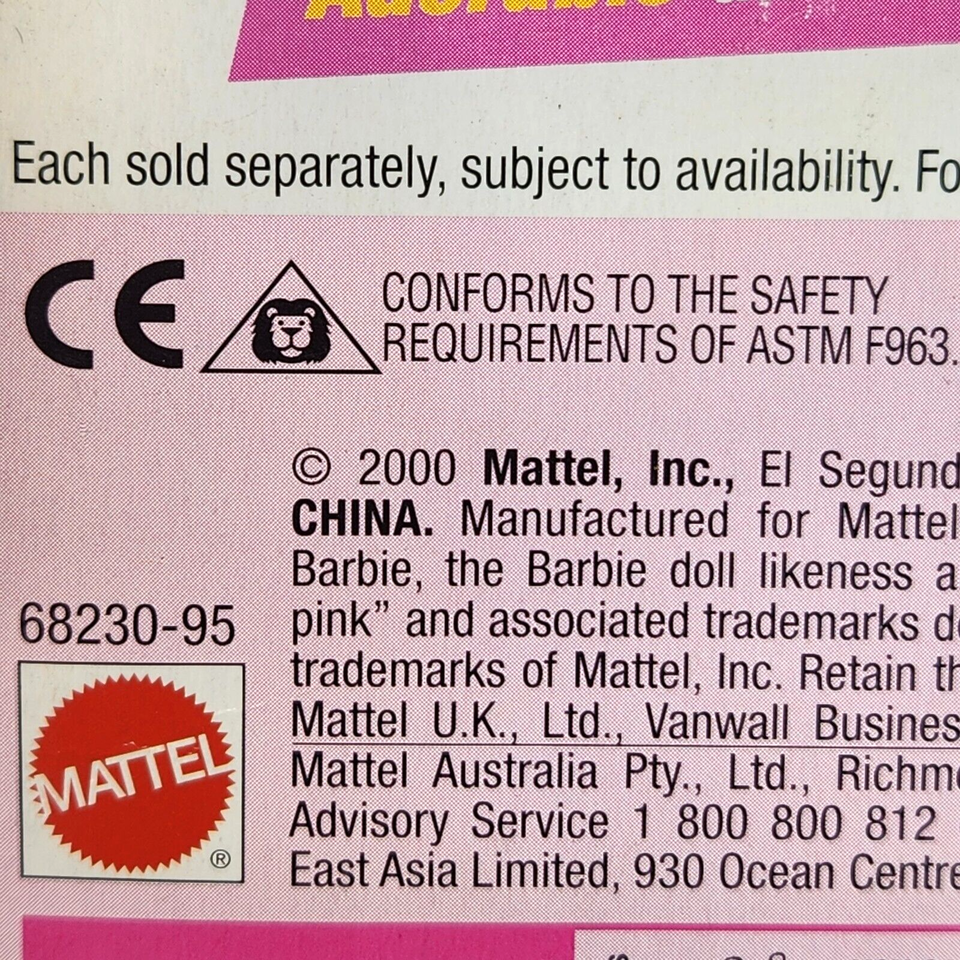 Adorable
Each sold separately, subject to availability. Fo
CE
CONFORMS TO THE SAFETY
REQUIREMENTS OF ASTM F963.
© 2000 Mattel, Inc., El Segund
CHINA. Manufactured for Mattel
Barbie, the Barbie doll likeness a
68230-95
pink” and associated trademarks de
trademarks of Mattel, Inc. Retain th
Mattel U.K., Ltd., Vanwall Busines
MATTEL
Mattel Australia Pty., Ltd., Richmo
Advisory Service 1 800 800 812
®
East Asia Limited, 930 Ocean Centre